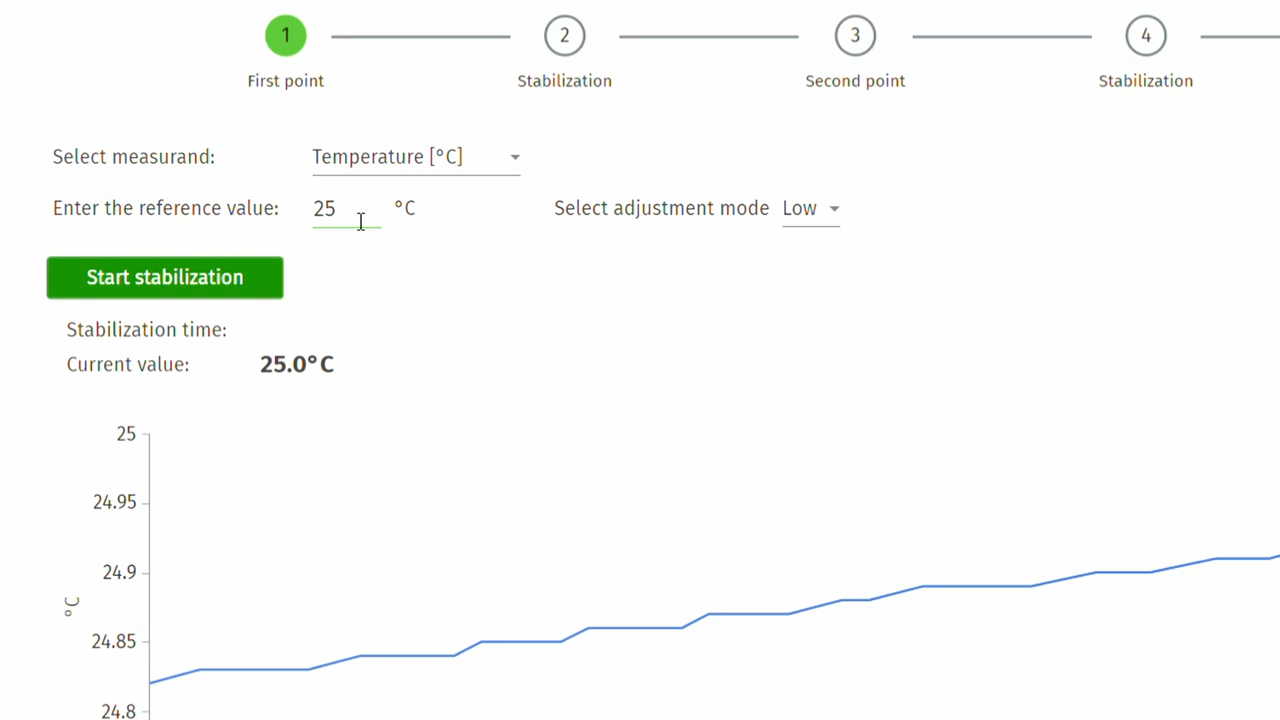 1 2 3 4
First point Stabilization Second point Stabilization
Select measurand: Temperature [°C]
Enter the reference value: 25 °C Select adjustment mode Low
Start stabilization
Stabilization time:
Current value: 25.0°C
25
24.95
24.9
°C
24.85
24.8